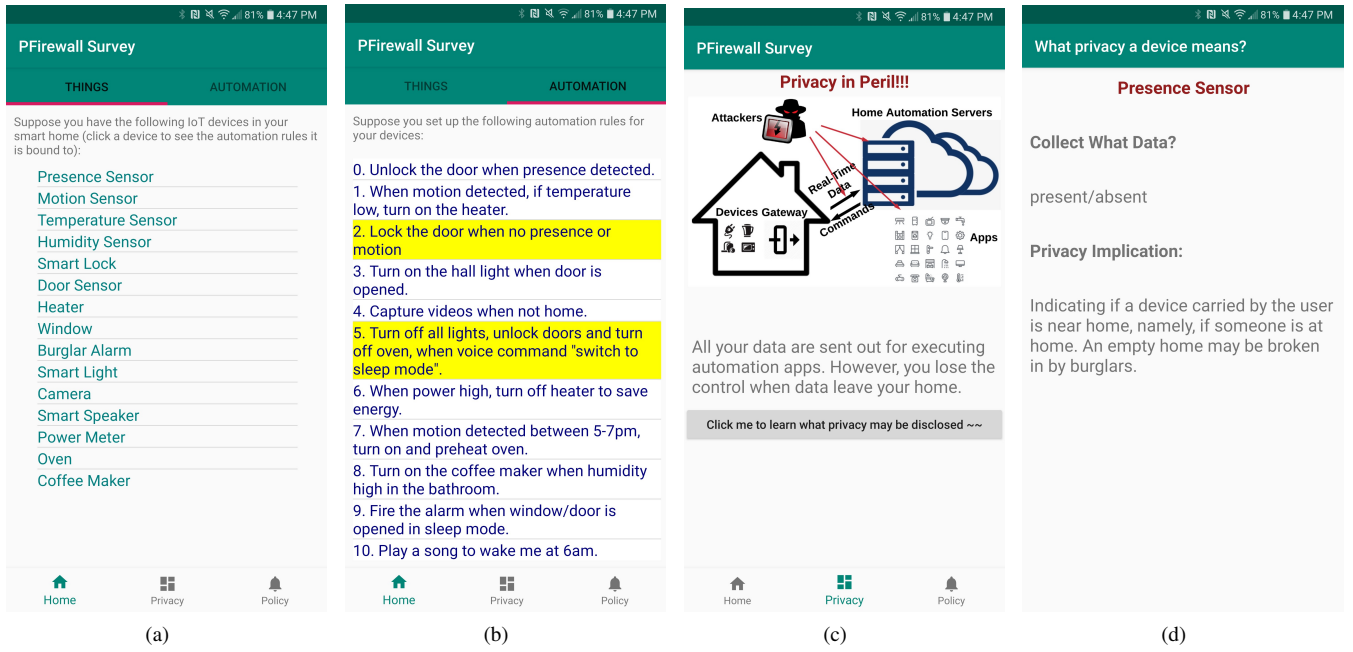 81% 4:47 PM
PFirewall Survey
THINGS AUTOMATION
Suppose you have the following IoT devices in your
smart home (click a device to see the automation rules it
is bound to):
Presence Sensor
Motion Sensor
Temperature Sensor
Humidity Sensor
Smart Lock
Door Sensor
Heater
Window
Burglar Alarm
Smart Light
Camera
Smart Speaker
Power Meter
Oven
Coffee Maker
Home Privacy Policy
(a)
81% 4:47 PM
PFirewall Survey
THINGS AUTOMATION
Suppose you set up the following automation rules for
your devices:
0. Unlock the door when presence detected.
1. When motion detected, if temperature
low, turn on the heater.
2. Lock the door when no presence or
motion
3. Turn on the hall light when door is
opened.
4. Capture videos when not home.
5. Turn off all lights, unlock doors and turn
off oven, when voice command "switch to
sleep mode".
6. When power high, turn off heater to save
energy.
7. When motion detected between 5-7pm,
turn on and preheat oven.
8. Turn on the coffee maker when humidity
high in the bathroom.
9. Fire the alarm when window/door is
opened in sleep mode.
10. Play a song to wake me at 6am.
Home Privacy Policy
(b)
81% 4:47 PM
PFirewall Survey
Privacy in Peril!!!
Attackers
Home Automation Servers
Real-Time
Data
Commands
Devices Gateway
Apps
All your data are sent out for executing
automation apps. However, you lose the
control when data leave your home.
Click me to learn what privacy may be disclosed ~~
Home Privacy Policy
(c)
81% 4:47 PM
What privacy a device means?
Presence Sensor
Collect What Data?
present/absent
Privacy Implication:
Indicating if a device carried by the user
is near home, namely, if someone is at
home. An empty home may be broken
in by burglars.
(d)